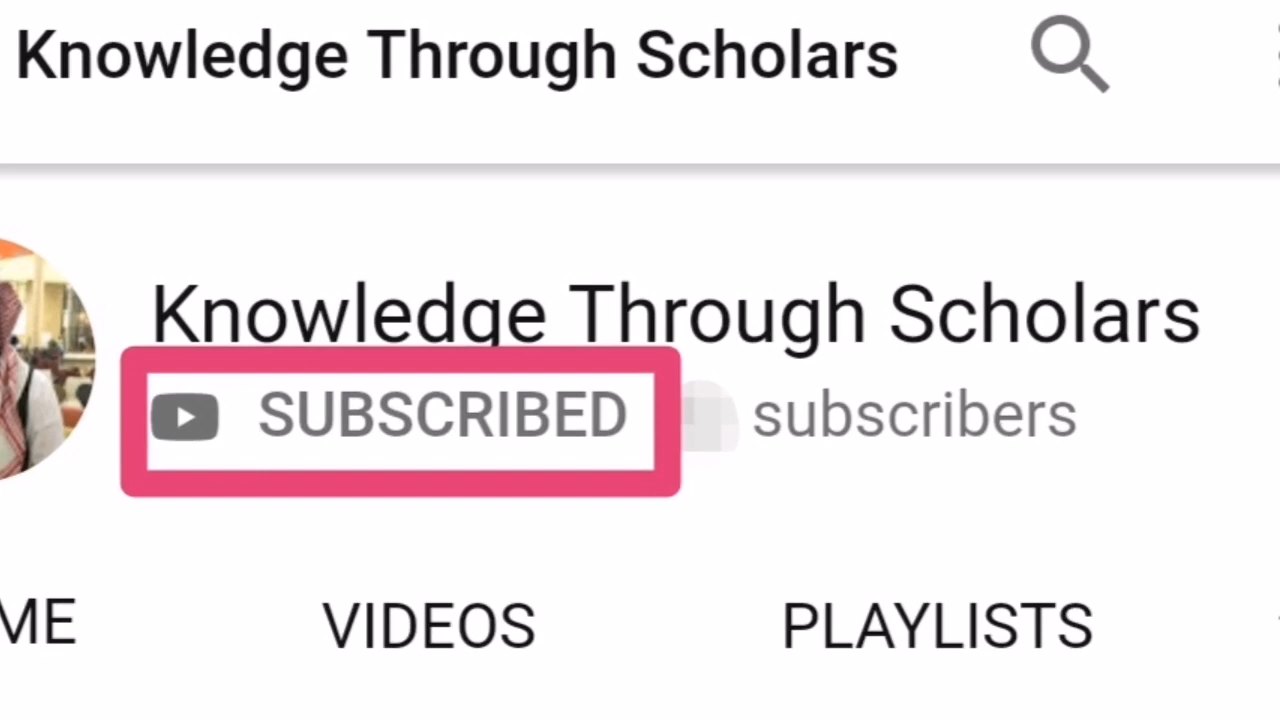 Knowledge Through Scholars
Knowledge Through Scholars
SUBSCRIBED subscribers
ME VIDEOS PLAYLISTS